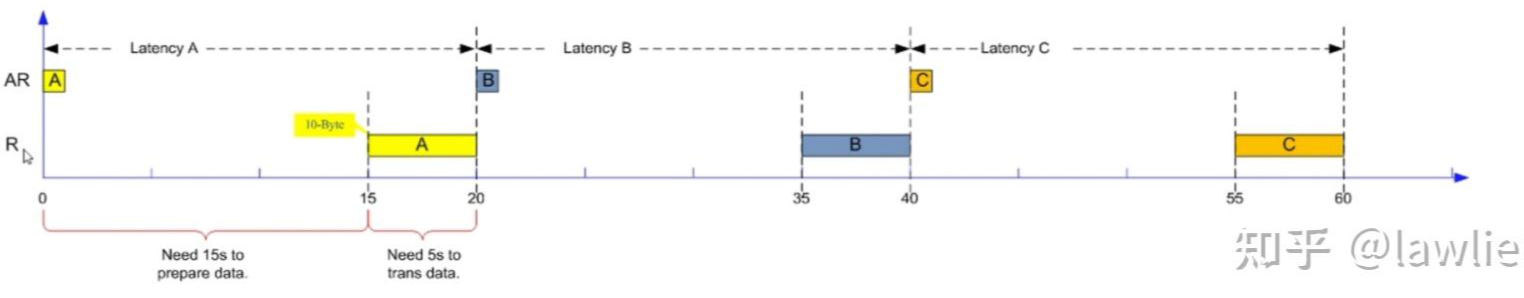 Latency A
Latency B
Latency C
AR
A
B
C
10-Byte
R
A
B
C
0
15
20
35
40
55
60
Need 15s to
prepare data.
Need 5s to
trans data.
知乎 @lawlie